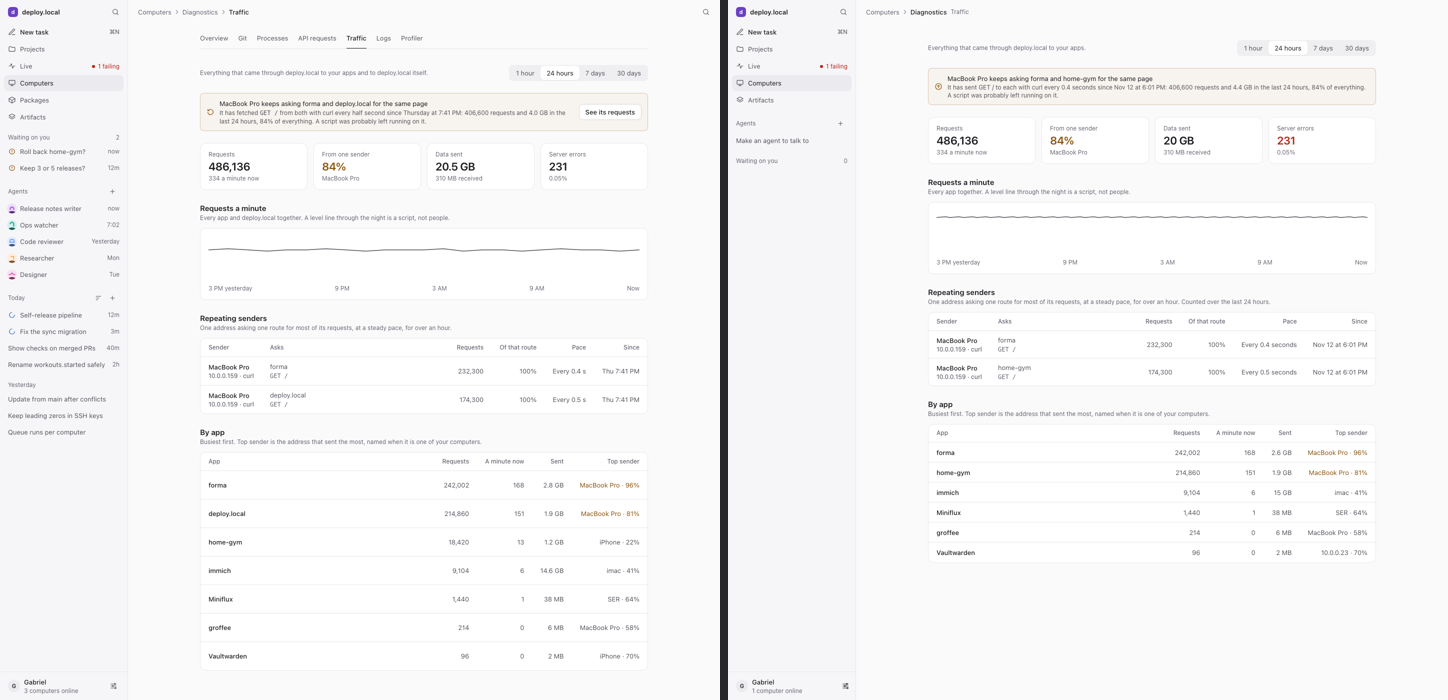 deploy.local
New task ⌘N
Projects
Live 1 failing
Computers
Packages
Artifacts
Waiting on you 2
Roll back home-gym? now
Keep 3 or 5 releases? 12m
Agents
Release notes writer now
Ops watcher 7:02
Code reviewer Yesterday
Researcher Mon
Designer Tue
Today
Self-release pipeline 12m
Fix the sync migration 3m
Show checks on merged PRs 40m
Rename workouts.started safely 2h
Yesterday
Update from main after conflicts
Keep leading zeros in SSH keys
Queue runs per computer
G Gabriel
3 computers online
Computers > Diagnostics > Traffic
Overview Git Processes API requests Traffic Logs Profiler
Everything that came through deploy.local to your apps and to deploy.local itself.
1 hour 24 hours 7 days 30 days
MacBook Pro keeps asking forma and deploy.local for the same page
It has fetched GET / from both with curl every half second since Thursday at 7:41 PM: 406,600 requests and 4.0 GB in the
last 24 hours, 84% of everything. A script was probably left running on it.
See its requests
Requests
486,136
334 a minute now
From one sender
84%
MacBook Pro
Data sent
20.5 GB
310 MB received
Server errors
231
0.05%
Requests a minute
Every app and deploy.local together. A level line through the night is a script, not people.
3 PM yesterday 9 PM 3 AM 9 AM Now
Repeating senders
One address asking one route for most of its requests, at a steady pace, for over an hour.
Sender Asks Requests Of that route Pace Since
MacBook Pro forma
10.0.0.159 · curl GET / 232,300 100% Every 0.4 s Thu 7:41 PM
MacBook Pro deploy.local
10.0.0.159 · curl GET / 174,300 100% Every 0.5 s Thu 7:41 PM
By app
Busiest first. Top sender is the address that sent the most, named when it is one of your computers.
App Requests A minute now Sent Top sender
forma 242,002 168 2.8 GB MacBook Pro · 96%
deploy.local 214,860 151 1.9 GB MacBook Pro · 81%
home-gym 18,420 13 1.2 GB iPhone · 22%
immich 9,104 6 14.6 GB imac · 41%
Miniflux 1,440 1 38 MB SER · 64%
groffee 214 0 6 MB MacBook Pro · 58%
Vaultwarden 96 0 2 MB iPhone · 70%
deploy.local
New task ⌘N
Projects
Live 1 failing
Computers
Artifacts
Agents
Make an agent to talk to
Waiting on you 0
G Gabriel
1 computer online
Computers > Diagnostics Traffic
Everything that came through deploy.local to your apps.
1 hour 24 hours 7 days 30 days
MacBook Pro keeps asking forma and home-gym for the same page
It has sent GET / to each with curl every 0.4 seconds since Nov 12 at 6:01 PM: 406,600 requests and 4.4 GB in the last 24 hours, 84% of everything.
A script was probably left running on it.
Requests
486,136
334 a minute now
From one sender
84%
MacBook Pro
Data sent
20 GB
310 MB received
Server errors
231
0.05%
Requests a minute
Every app together. A level line through the night is a script, not people.
3 PM yesterday 9 PM 3 AM 9 AM Now
Repeating senders
One address asking one route for most of its requests, at a steady pace, for over an hour. Counted over the last 24 hours.
Sender Asks Requests Of that route Pace Since
MacBook Pro forma
10.0.0.159 · curl GET / 232,300 100% Every 0.4 seconds Nov 12 at 6:01 PM
MacBook Pro home-gym
10.0.0.159 · curl GET / 174,300 100% Every 0.5 seconds Nov 12 at 6:01 PM
By app
Busiest first. Top sender is the address that sent the most, named when it is one of your computers.
App Requests A minute now Sent Top sender
forma 242,002 168 2.6 GB MacBook Pro · 96%
home-gym 214,860 151 1.9 GB MacBook Pro · 81%
immich 9,104 6 15 GB imac · 41%
Miniflux 1,440 1 38 MB SER · 64%
groffee 214 0 6 MB MacBook Pro · 58%
Vaultwarden 96 0 2 MB 10.0.0.23 · 70%